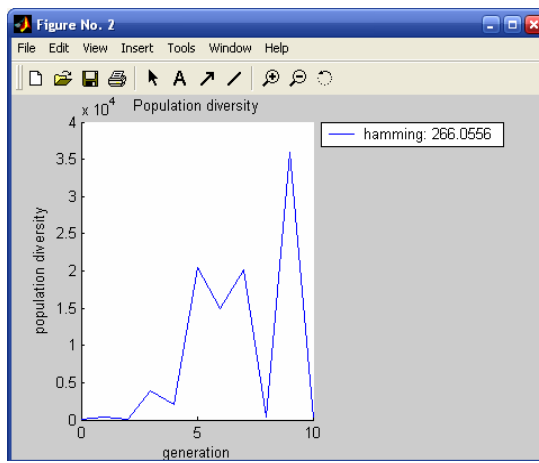 Figure No. 2
File Edit View Insert Tools Window Help
A
x 10^4 Population diversity
hamming: 266.0556
4
3.5
3
2.5
2
1.5
1
0.5
0
population diversity
0 5 10
generation